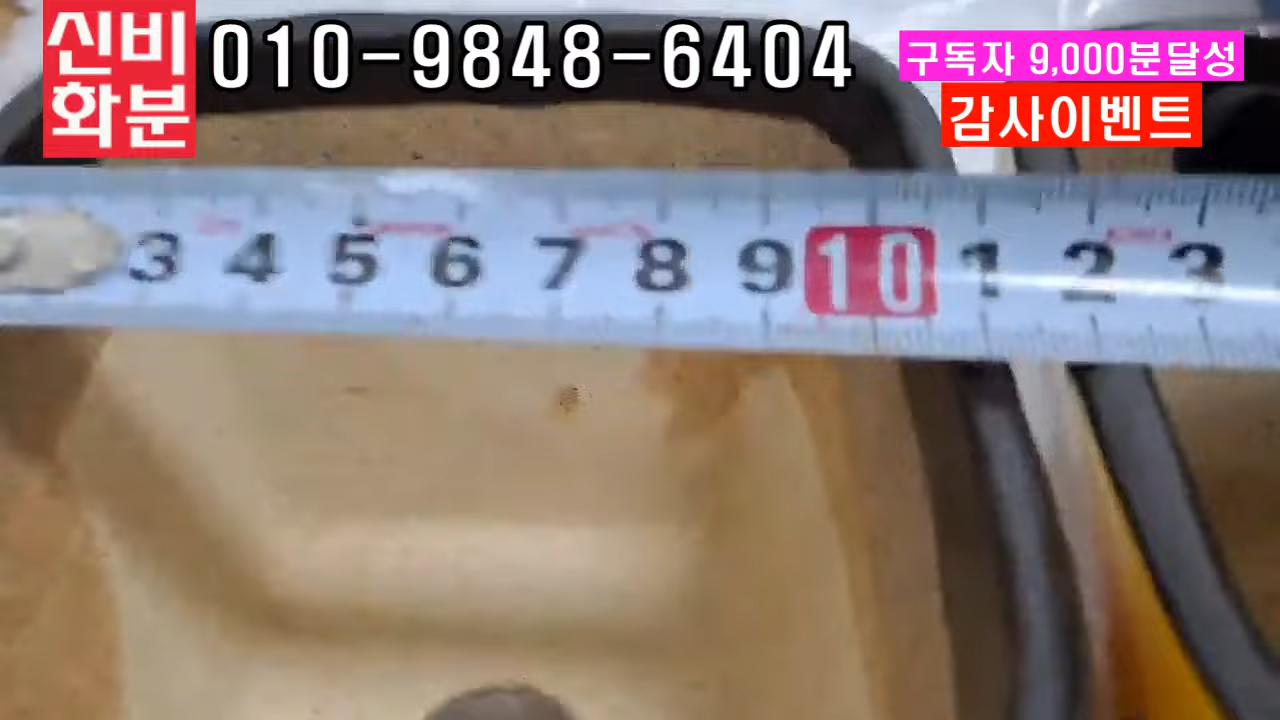 신비
화분
010-9848-6404
구독자 9,000분달성
감사이벤트
3 4 5 6 7 8 9 10 1 2 3